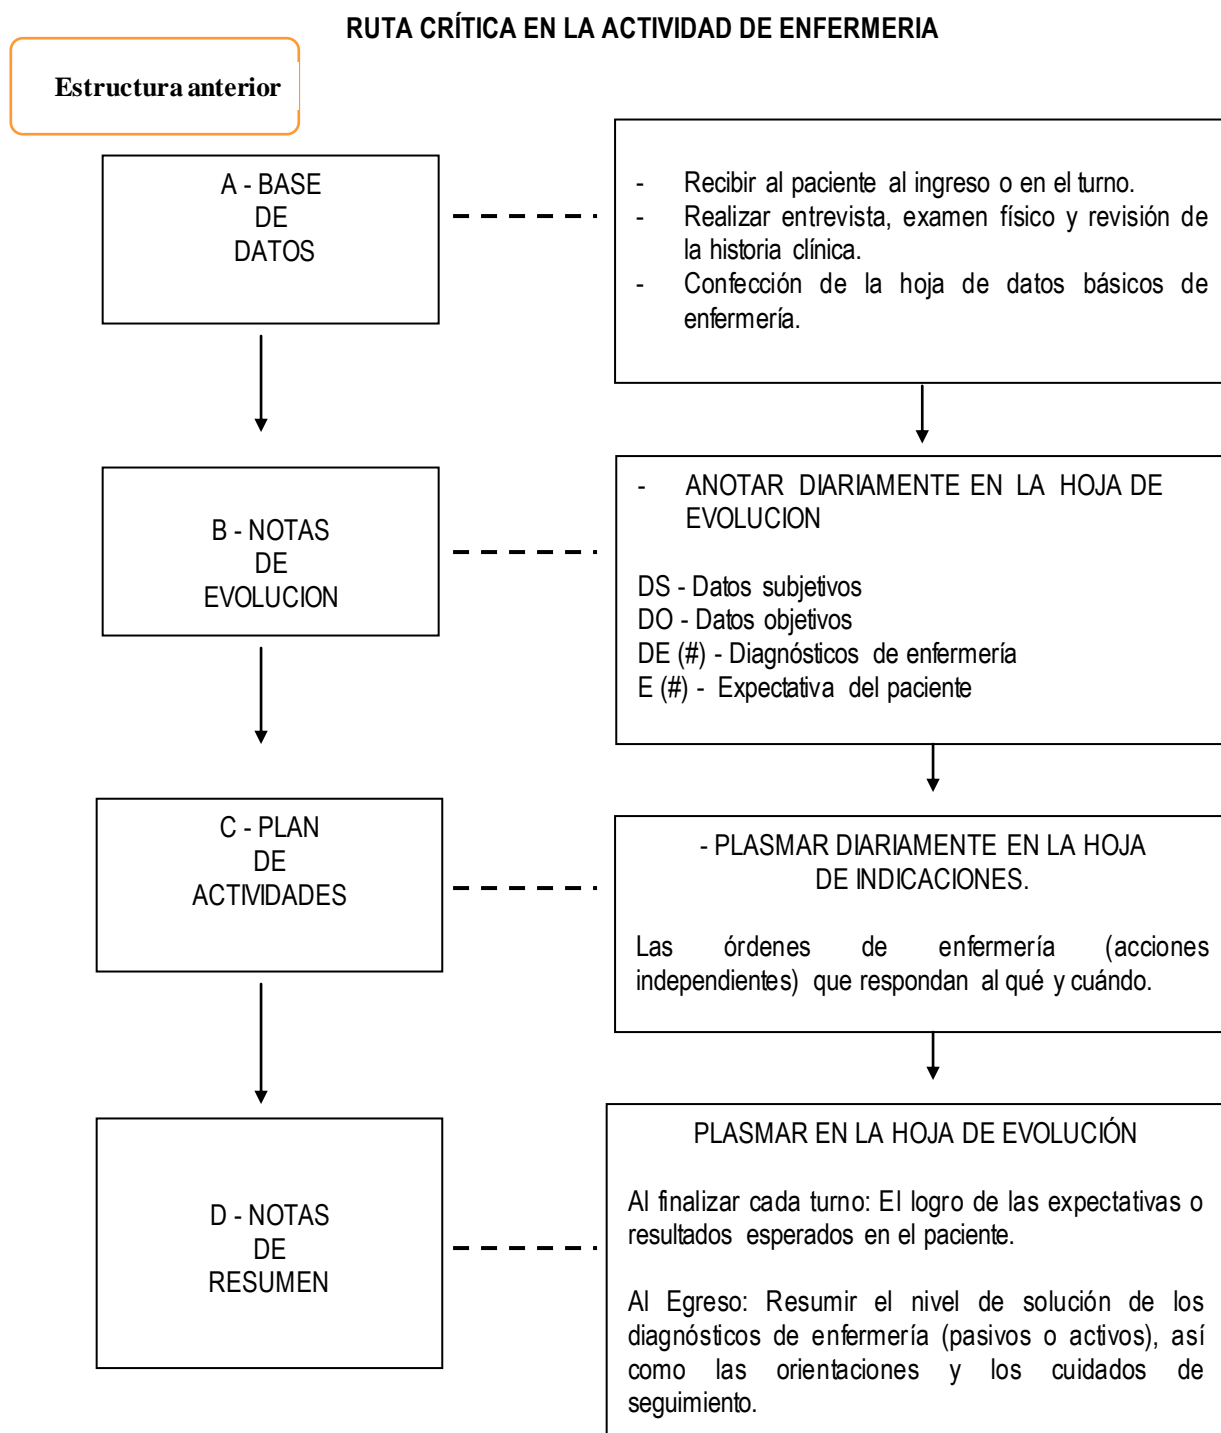 RUTA CRÍTICA EN LA ACTIVIDAD DE ENFERMERIA
Estructura anterior
A - BASE
DE
DATOS
- Recibir al paciente al ingreso o en el turno.
- Realizar entrevista, examen físico y revisión de
la historia clínica.
- Confección de la hoja de datos básicos de
enfermería.
B - NOTAS
DE
EVOLUCION
- ANOTAR DIARIAMENTE EN LA HOJA DE
EVOLUCION
DS - Datos subjetivos
DO - Datos objetivos
DE (#) - Diagnósticos de enfermería
E (#) - Expectativa del paciente
C - PLAN
DE
ACTIVIDADES
- PLASMAR DIARIAMENTE EN LA HOJA
DE INDICACIONES.
Las órdenes de enfermería (acciones
independientes) que respondan al qué y cuándo.
D - NOTAS
DE
RESUMEN
PLASMAR EN LA HOJA DE EVOLUCIÓN
Al finalizar cada turno: El logro de las expectativas o
resultados esperados en el paciente.
Al Egreso: Resumir el nivel de solución de los
diagnósticos de enfermería (pasivos o activos), así
como las orientaciones y los cuidados de
seguimiento.